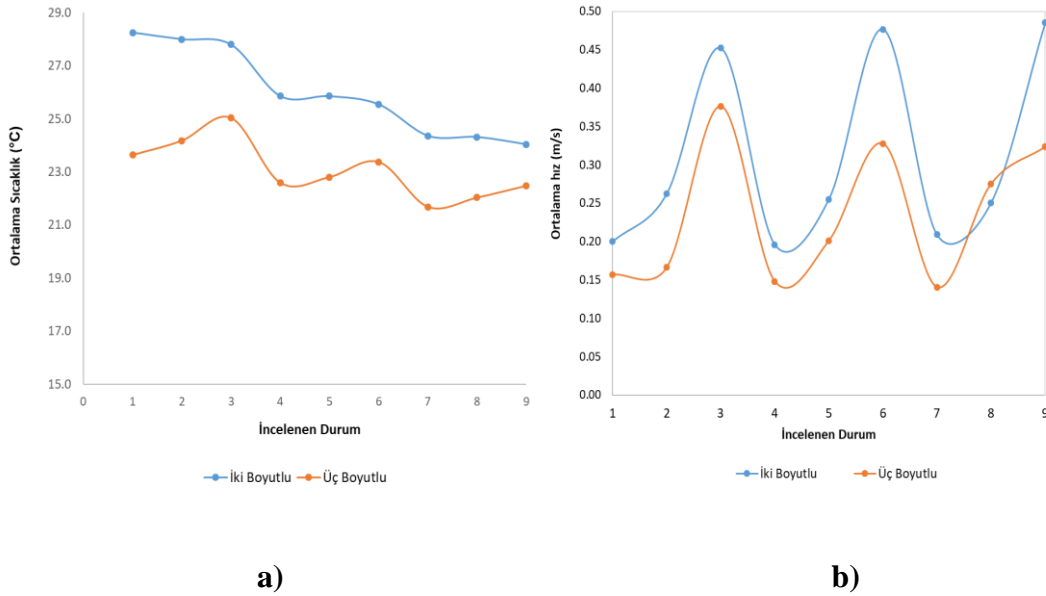 29.0
27.0
25.0
23.0
21.0
19.0
17.0
15.0
Ortalama Sıcaklık (°C)
0 1 2 3 4 5 6 7 8 9
İncelenen Durum
İki Boyutlu Üç Boyutlu
a)
0.50
0.45
0.40
0.35
0.30
0.25
0.20
0.15
0.10
0.05
0.00
Ortalama hız (m/s)
1 2 3 4 5 6 7 8 9
İncelenen Durum
İki Boyutlu Üç Boyutlu
b)